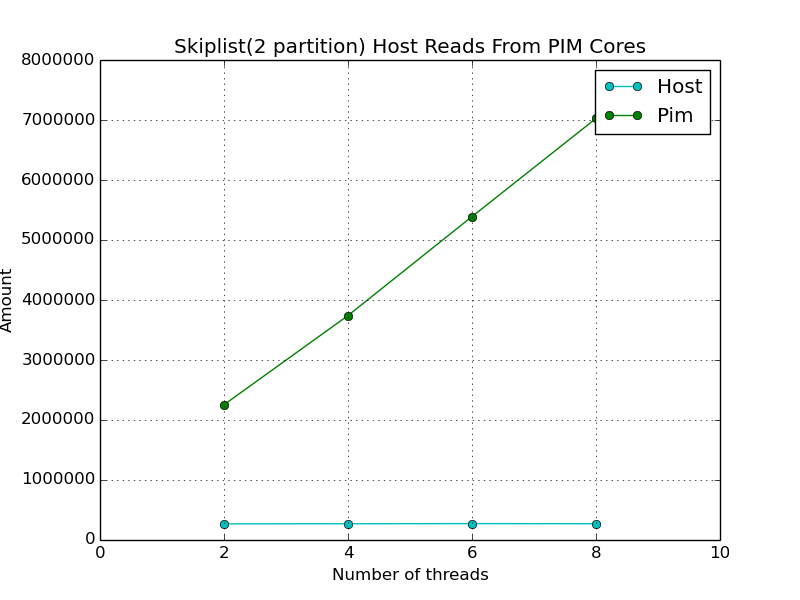 Skiplist(2 partition) Host Reads From PIM Cores
8000000
7000000
6000000
5000000
4000000
3000000
2000000
1000000
0
Amount
Host
Pim
0 2 4 6 8 10
Number of threads